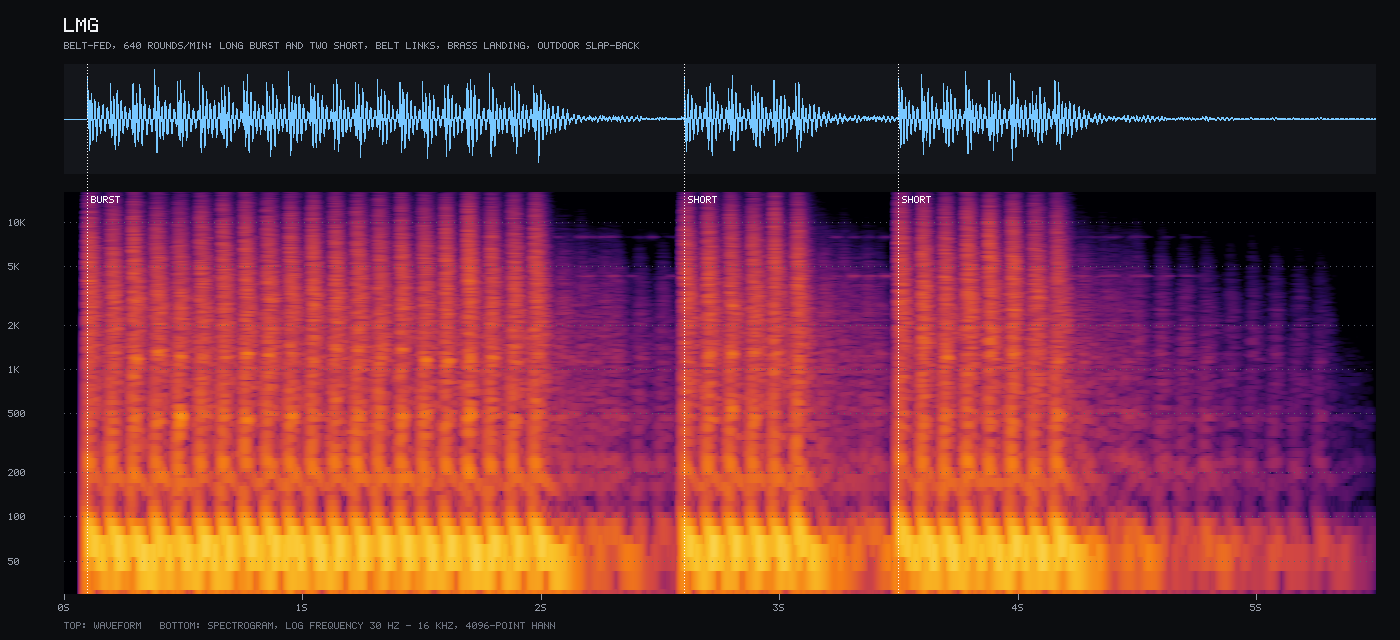 LMG
BELT-FED, 640 ROUNDS/MIN: LONG BURST AND TWO SHORT, BELT LINKS, BRASS LANDING, OUTDOOR SLAP-BACK
BURST SHORT SHORT
10K
5K
2K
1K
500
200
100
50
0S 1S 2S 3S 4S 5S
TOP: WAVEFORM BOTTOM: SPECTROGRAM, LOG FREQUENCY 30 HZ - 16 KHZ, 4096-POINT HANN